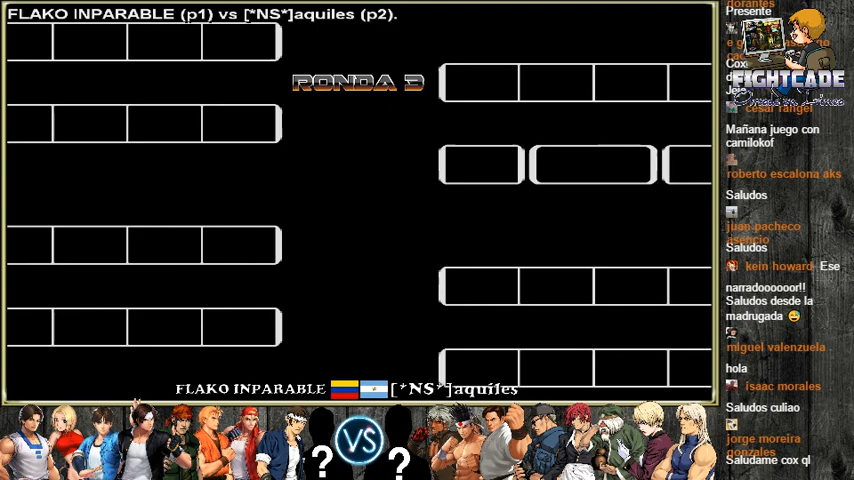 FLAKO INPARABLE (p1) vs [*NS*]aquiles (p2).
RONDA 3
FLAKO INPARABLE
[*NS*]aquiles
VS
?
?
FIGHTCADE
Presente
cesar rangel
Mañana juego con
camilokof
roberto escalona aks
Saludos
juan pacheco
asencio
Saludos
kein howard Ese
narradoooooor!!
Saludos desde la
madrugada 😅
miguel valenzuela
hola
isaac morales
Saludos culiao
jorge moreira
gonzales
Saludame cox ql